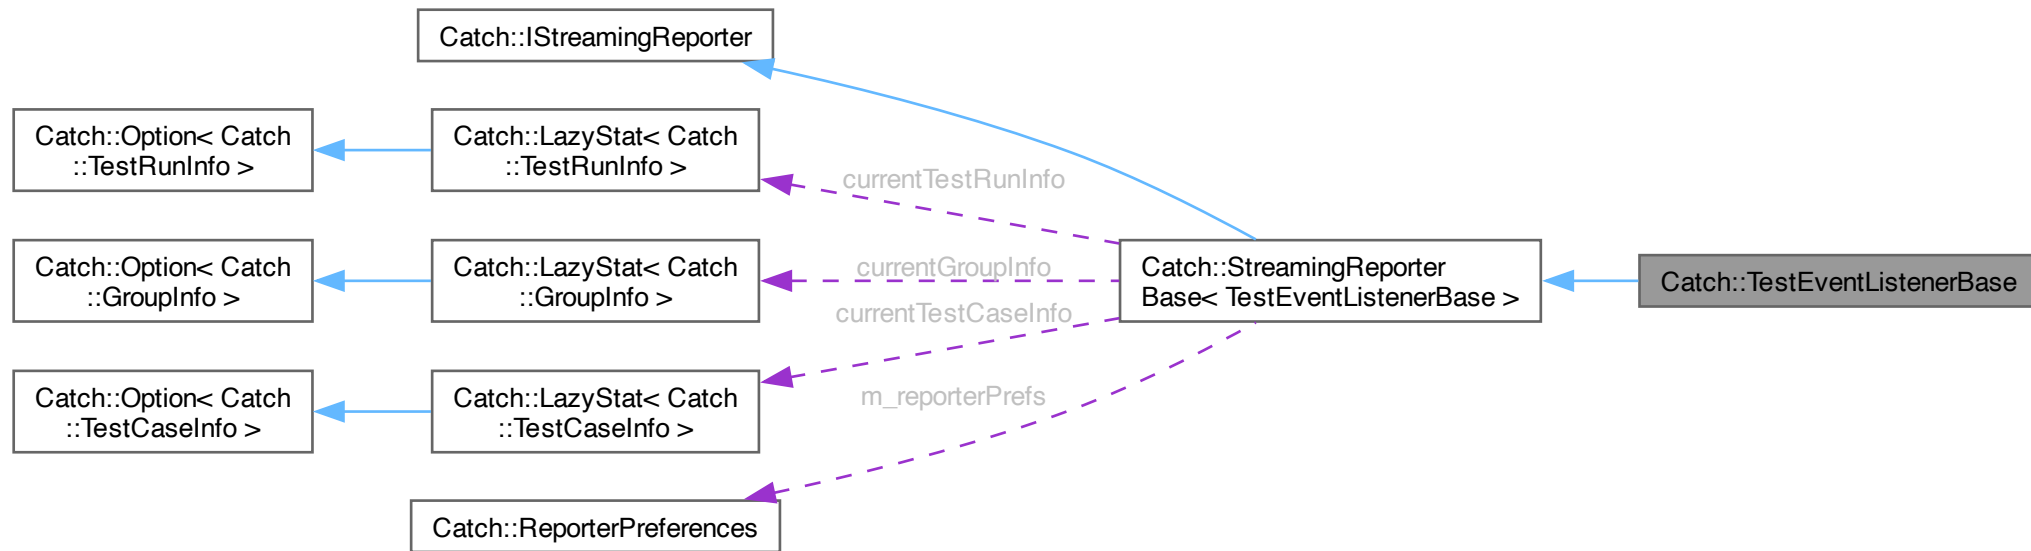 Catch::IStreamingReporter
Catch::Option< Catch
::TestRunInfo >
Catch::LazyStat< Catch
::TestRunInfo >
currentTestRunInfo
Catch::Option< Catch
::GroupInfo >
Catch::LazyStat< Catch
::GroupInfo >
currentGroupInfo
Catch::StreamingReporter
Base< TestEventListenerBase >
Catch::TestEventListenerBase
currentTestCaseInfo
Catch::Option< Catch
::TestCaseInfo >
Catch::LazyStat< Catch
::TestCaseInfo >
m_reporterPrefs
Catch::ReporterPreferences